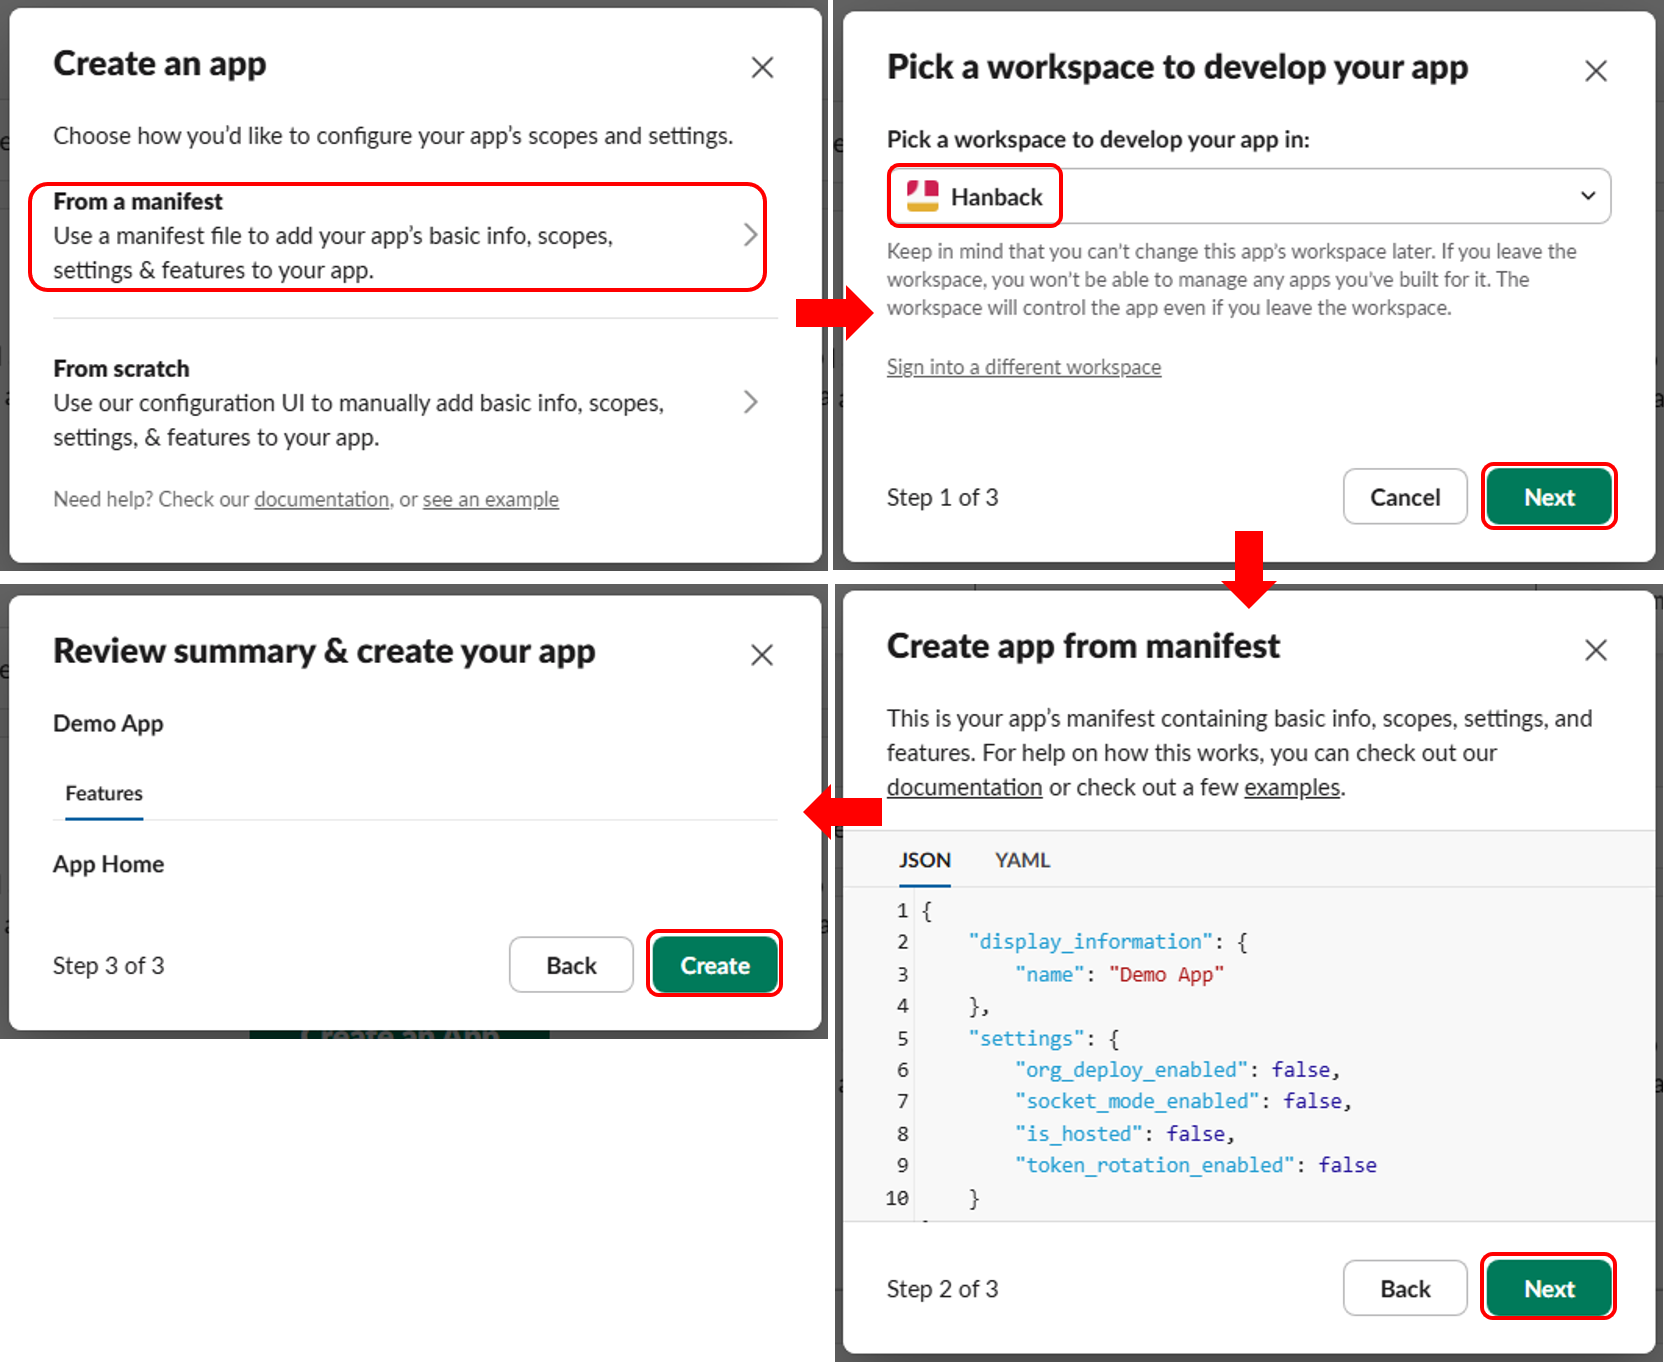 Create an app
Choose how you’d like to configure your app’s scopes and settings.
From a manifest
Use a manifest file to add your app’s basic info, scopes,
settings & features to your app.
From scratch
Use our configuration UI to manually add basic info, scopes,
settings, & features to your app.
Need help? Check our documentation, or see an example
Pick a workspace to develop your app
Pick a workspace to develop your app in:
Hanback
Keep in mind that you can’t change this app’s workspace later. If you leave the
workspace, you won’t be able to manage any apps you’ve built for it. The
workspace will control the app even if you leave the workspace.
Sign into a different workspace
Step 1 of 3
Cancel
Next
Create app from manifest
This is your app’s manifest containing basic info, scopes, settings, and
features. For help on how this works, you can check out our
documentation or check out a few examples.
JSON YAML
1 {
2 "display_information": {
3 "name": "Demo App"
4 },
5 "settings": {
6 "org_deploy_enabled": false,
7 "socket_mode_enabled": false,
8 "is_hosted": false,
9 "token_rotation_enabled": false
10 }
Step 2 of 3
Back
Next
Review summary & create your app
Demo App
Features
App Home
Step 3 of 3
Back
Create
Create an App